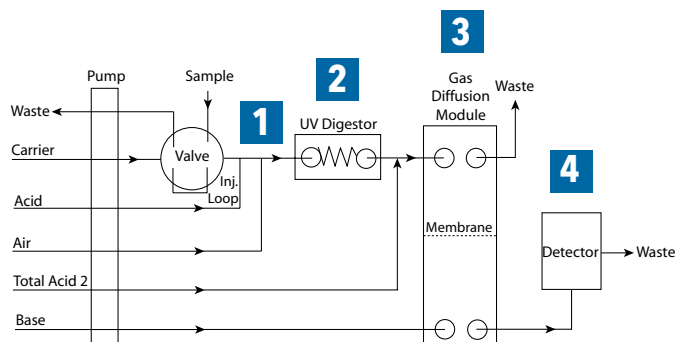 3
2
Pump
Sample
Gas
Diffusion
Module
Waste
Waste
1
UV Digestor
Carrier
Valve
4
Inj.
Loop
Acid
Membrane
Air
Detector
Waste
Total Acid 2
Base